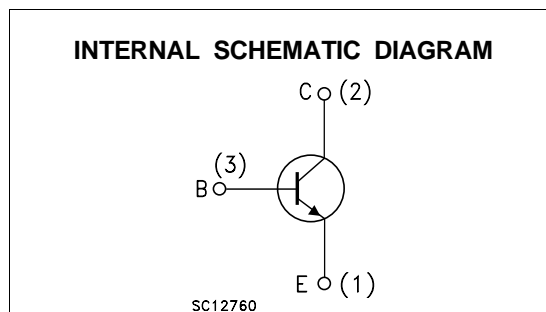 INTERNAL SCHEMATIC DIAGRAM
C (2)
(3)
B
E (1)
SC12760